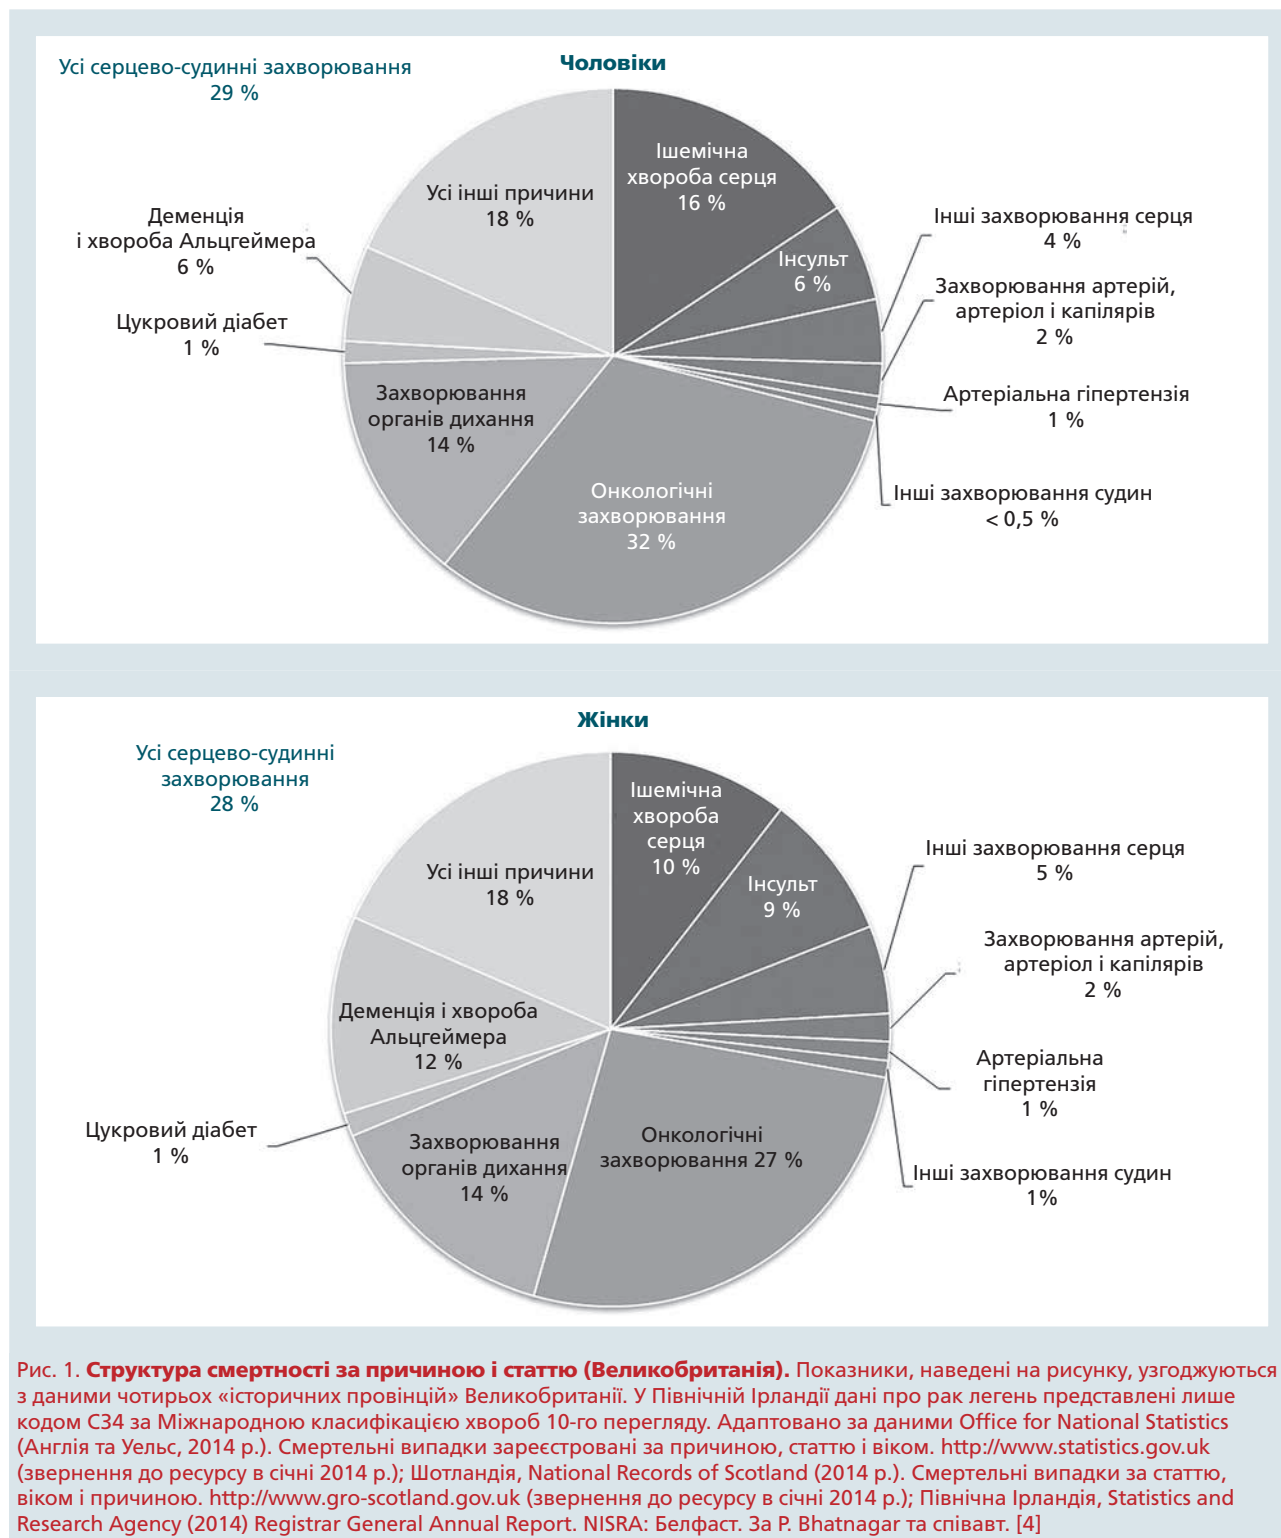 Чоловіки
Усі серцево-судинні захворювання
29 %
Ішемічна
хвороба серця
16 %
Усі інші причини
18 %
Деменція
і хвороба Альцгеймера
6 %
Інші захворювання серця
4 %
Інсульт
6 %
Захворювання артерій,
артеріол і капілярів
2 %
Цукровий діабет
1 %
Захворювання
органів дихання
14 %
Артеріальна гіпертензія
1 %
Онкологічні
захворювання
32 %
Інші захворювання судин
< 0,5 %
Жінки
Усі серцево-судинні
захворювання
28 %
Ішемічна
хвороба
серця
10 %
Інсульт
9 %
Усі інші причини
18 %
Інші захворювання серця
5 %
Захворювання артерій,
артеріол і капілярів
2 %
Деменція і хвороба
Альцгеймера
12 %
Артеріальна
гіпертензія
1 %
Цукровий діабет
1 %
Захворювання
органів дихання
14 %
Онкологічні
захворювання 27 %
Інші захворювання судин
1%
Рис. 1. Структура смертності за причиною і статтю (Великобританія). Показники, наведені на рисунку, узгоджуються
з даними чотирьох «історичних провінцій» Великобританії. У Північній Ірландії дані про рак легень представлені лише
кодом С34 за Міжнародною класифікацією хвороб 10-го перегляду. Адаптовано за даними Office for National Statistics
(Англія та Уельс, 2014 р.). Смертельні випадки зареєстровані за причиною, статтю і віком. http://www.statistics.gov.uk
(звернення до ресурсу в січні 2014 р.); Шотландія, National Records of Scotland (2014 р.). Смертельні випадки за статтю,
віком і причиною. http://www.gro-scotland.gov.uk (звернення до ресурсу в січні 2014 р.); Північна Ірландія, Statistics and
Research Agency (2014) Registrar General Annual Report. NISRA: Белфаст. За P. Bhatnagar та співавт. [4]